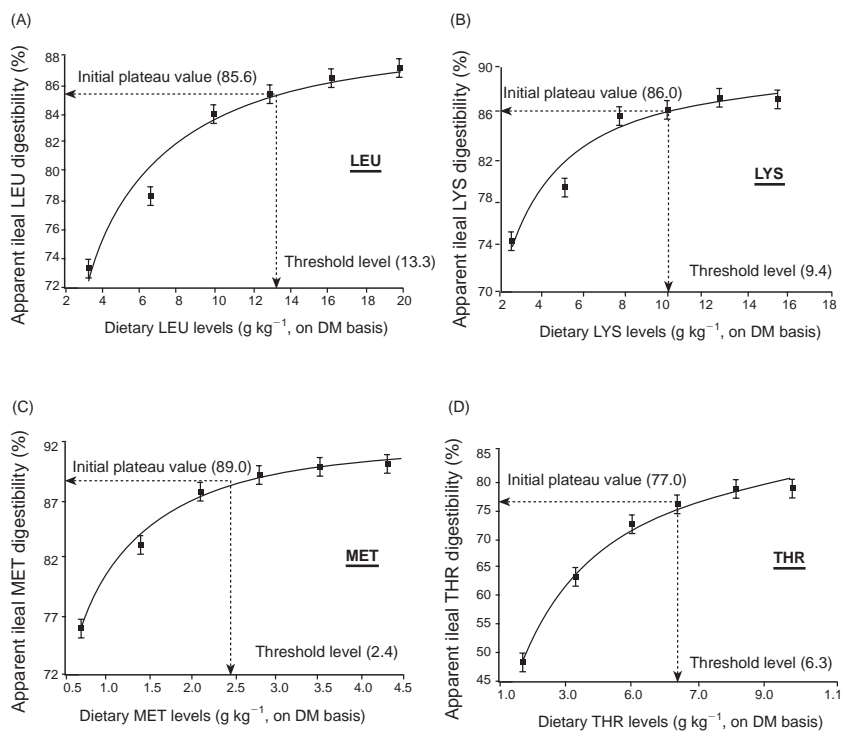 (A)
Apparent ileal LEU digestibility (%)
88
86
84
82
80
78
76
74
72
Initial plateau value (85.6)
LEU
Threshold level (13.3)
2 4 6 8 10 12 14 16 18 20
Dietary LEU levels (g kg−1, on DM basis)
(B)
Apparent ileal LYS digestibility (%)
90
86
82
78
74
70
Initial plateau value (86.0)
LYS
Threshold level (9.4)
2 4 6 8 10 12 14 16 18
Dietary LYS levels (g kg−1, on DM basis)
(C)
Apparent ileal MET digestibility (%)
92
87
82
77
72
Initial plateau value (89.0)
MET
Threshold level (2.4)
0.5 1.0 1.5 2.0 2.5 3.0 3.5 4.0 4.5
Dietary MET levels (g kg−1, on DM basis)
(D)
Apparent ileal THR digestibility (%)
85
80
75
70
65
60
55
50
45
Initial plateau value (77.0)
THR
Threshold level (6.3)
1.0 3.0 6.0 7.0 9.0 1.1
Dietary THR levels (g kg−1, on DM basis)